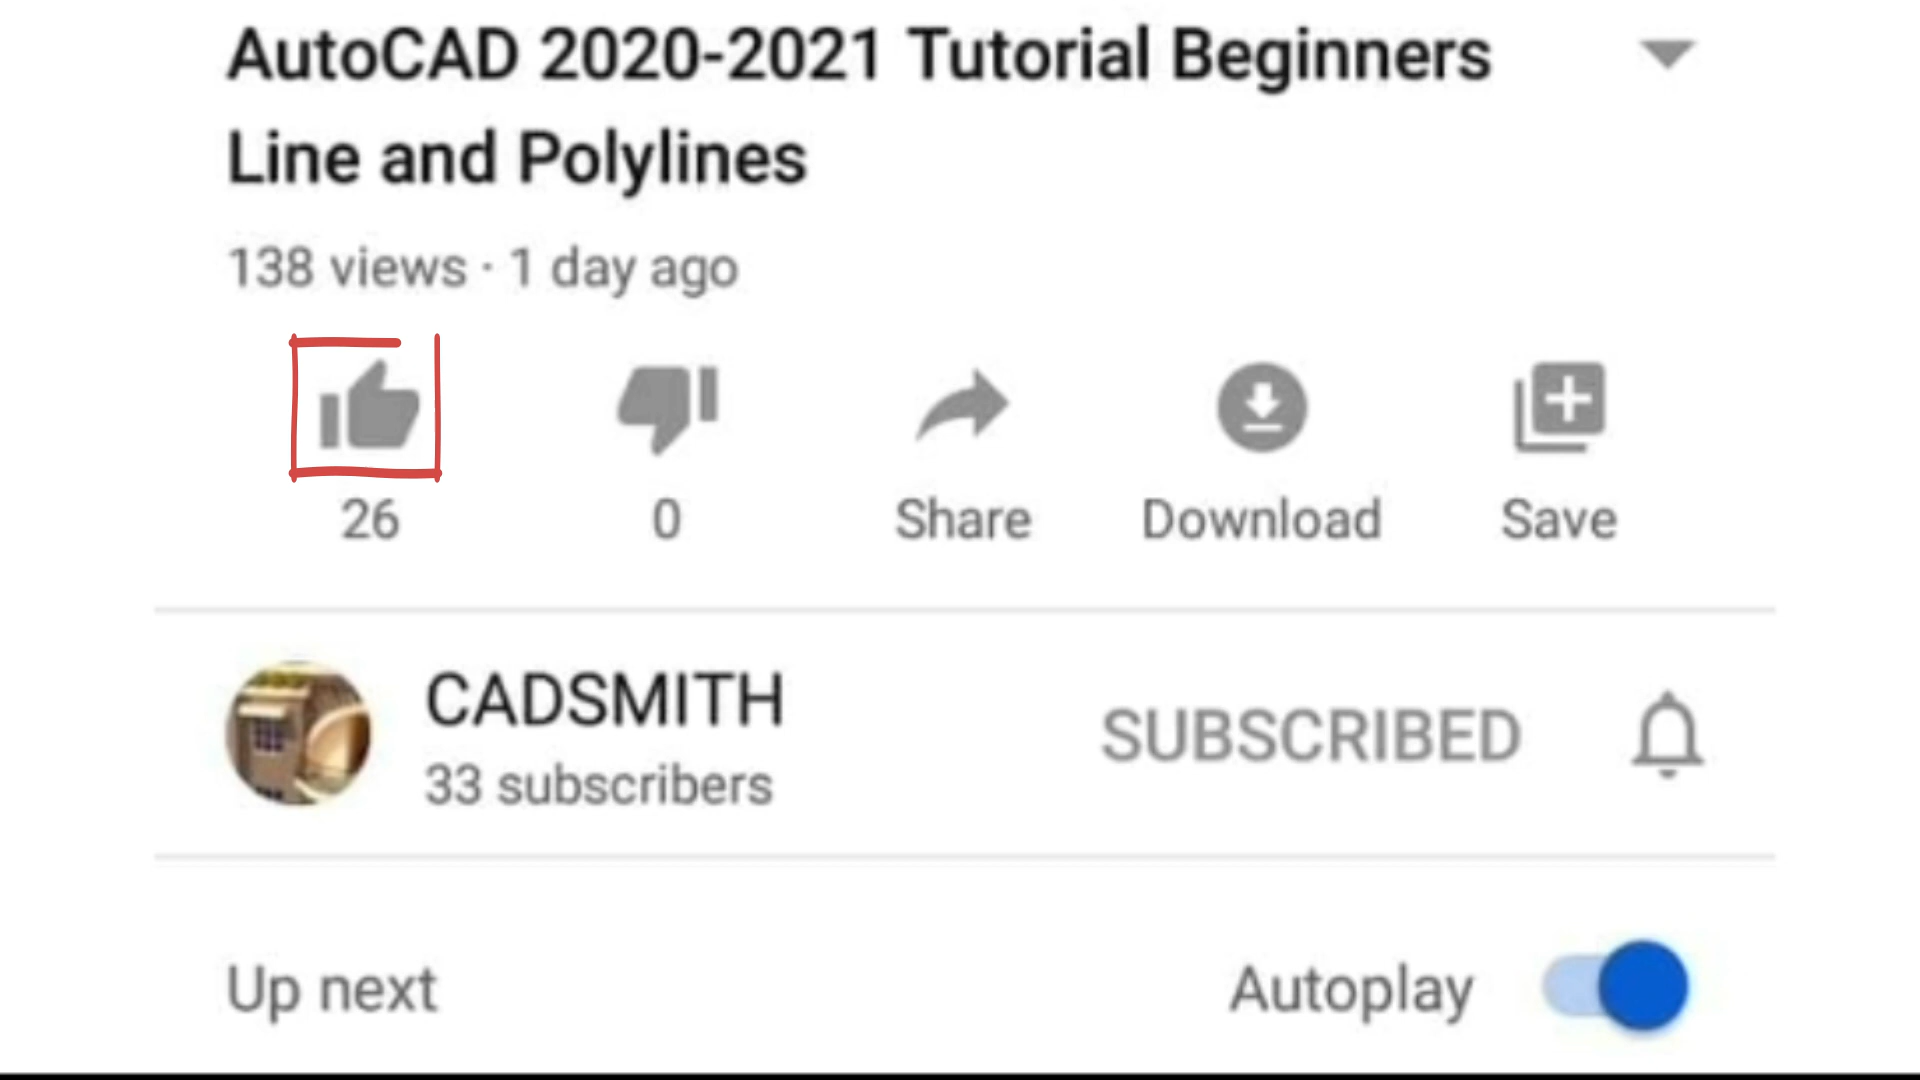 AutoCAD 2020-2021 Tutorial Beginners
Line and Polylines
138 views · 1 day ago
26
0
Share
Download
Save
CADSMITH
33 subscribers
SUBSCRIBED
Up next
Autoplay